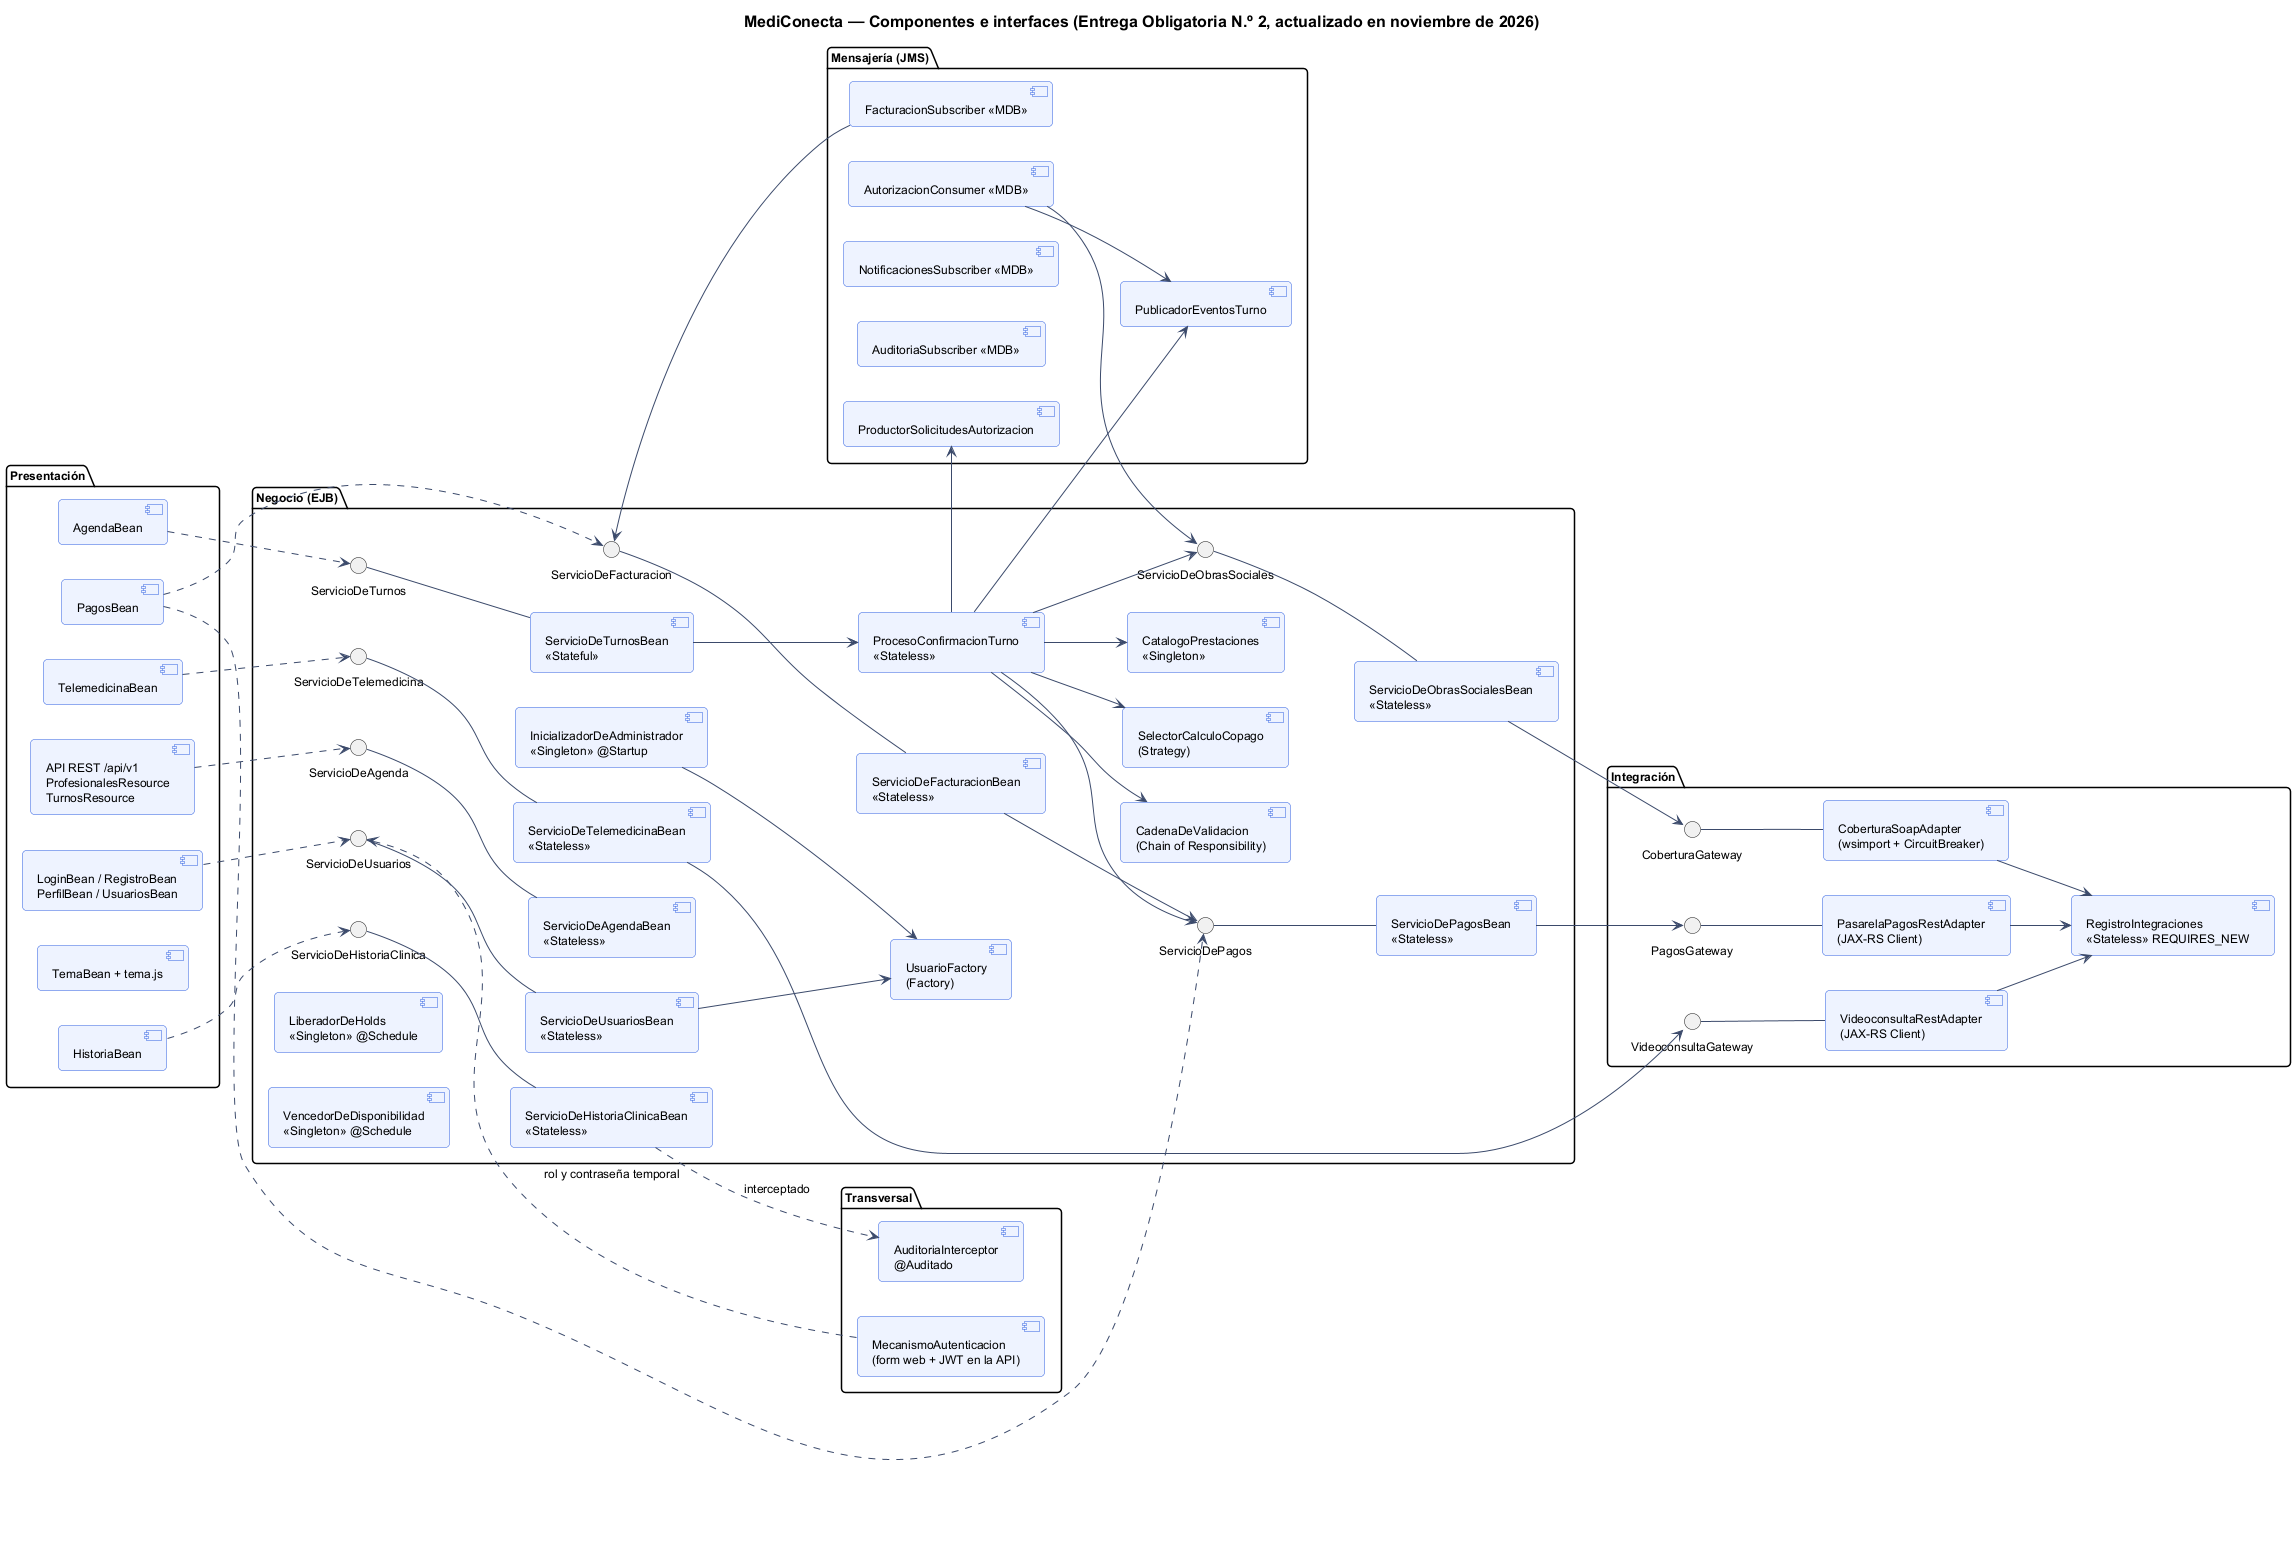 MediConecta — Componentes e interfaces (Entrega Obligatoria N.º 2, actualizado en noviembre de 2026)
Mensajería (JMS)
FacturacionSubscriber «MDB»
AutorizacionConsumer «MDB»
NotificacionesSubscriber «MDB»
PublicadorEventosTurno
AuditoriaSubscriber «MDB»
ProductorSolicitudesAutorizacion
Presentación
AgendaBean
PagosBean
TelemedicinaBean
API REST /api/v1
ProfesionalesResource
TurnosResource
LoginBean / RegistroBean
PerfilBean / UsuariosBean
TemaBean + tema.js
HistoriaBean
Negocio (EJB)
ServicioDeFacturacion
ServicioDeTurnos
ServicioDeObrasSociales
ServicioDeTurnosBean
«Stateful»
ProcesoConfirmacionTurno
«Stateless»
CatalogoPrestaciones
«Singleton»
ServicioDeTelemedicina
ServicioDeObrasSocialesBean
«Stateless»
InicializadorDeAdministrador
«Singleton» @Startup
SelectorCalculoCopago
(Strategy)
ServicioDeAgenda
ServicioDeFacturacionBean
«Stateless»
ServicioDeTelemedicinaBean
«Stateless»
CadenaDeValidacion
(Chain of Responsibility)
ServicioDeUsuarios
ServicioDeAgendaBean
«Stateless»
ServicioDePagosBean
«Stateless»
ServicioDeHistoriaClinica
ServicioDePagos
UsuarioFactory
(Factory)
LiberadorDeHolds
«Singleton» @Schedule
ServicioDeUsuariosBean
«Stateless»
VencedorDeDisponibilidad
«Singleton» @Schedule
ServicioDeHistoriaClinicaBean
«Stateless»
Integración
CoberturaGateway
CoberturaSoapAdapter
(wsimport + CircuitBreaker)
PagosGateway
PasarelaPagosRestAdapter
(JAX-RS Client)
RegistroIntegraciones
«Stateless» REQUIRES_NEW
VideoconsultaGateway
VideoconsultaRestAdapter
(JAX-RS Client)
rol y contraseña temporal
interceptado
Transversal
AuditoriaInterceptor
@Auditado
MecanismoAutenticacion
(form web + JWT en la API)